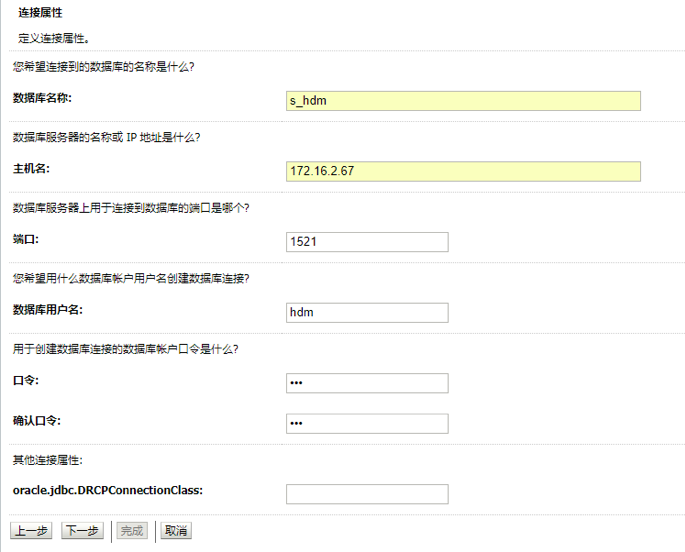 连接属性
定义连接属性。
您希望连接到的数据库的名称是什么?
数据库名称: s_hdm
数据库服务器的名称或 IP 地址是什么?
主机名: 172.16.2.67
数据库服务器上用于连接到数据库的端口是哪个?
端口: 1521
您希望用什么数据库帐户用户名创建数据库连接?
数据库用户名: hdm
用于创建数据库连接的数据库帐户口令是什么?
口令: •••
确认口令: •••
其他连接属性:
oracle.jdbc.DRCPConnectionClass:
上一步 下一步 完成 取消